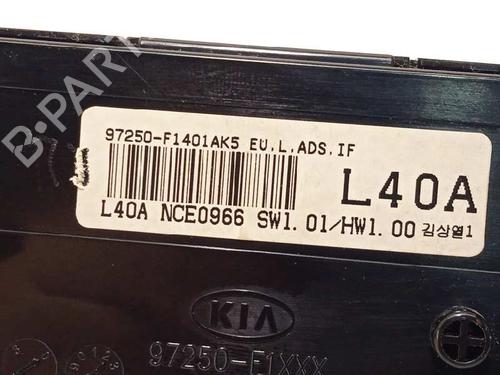 B-PARTS
97250-F1401AK5 EU.L.ADS.IF
L40A
L40A NCE0966 SW1.01/HW1.00 김상열1
KIA
97250-F1XXX